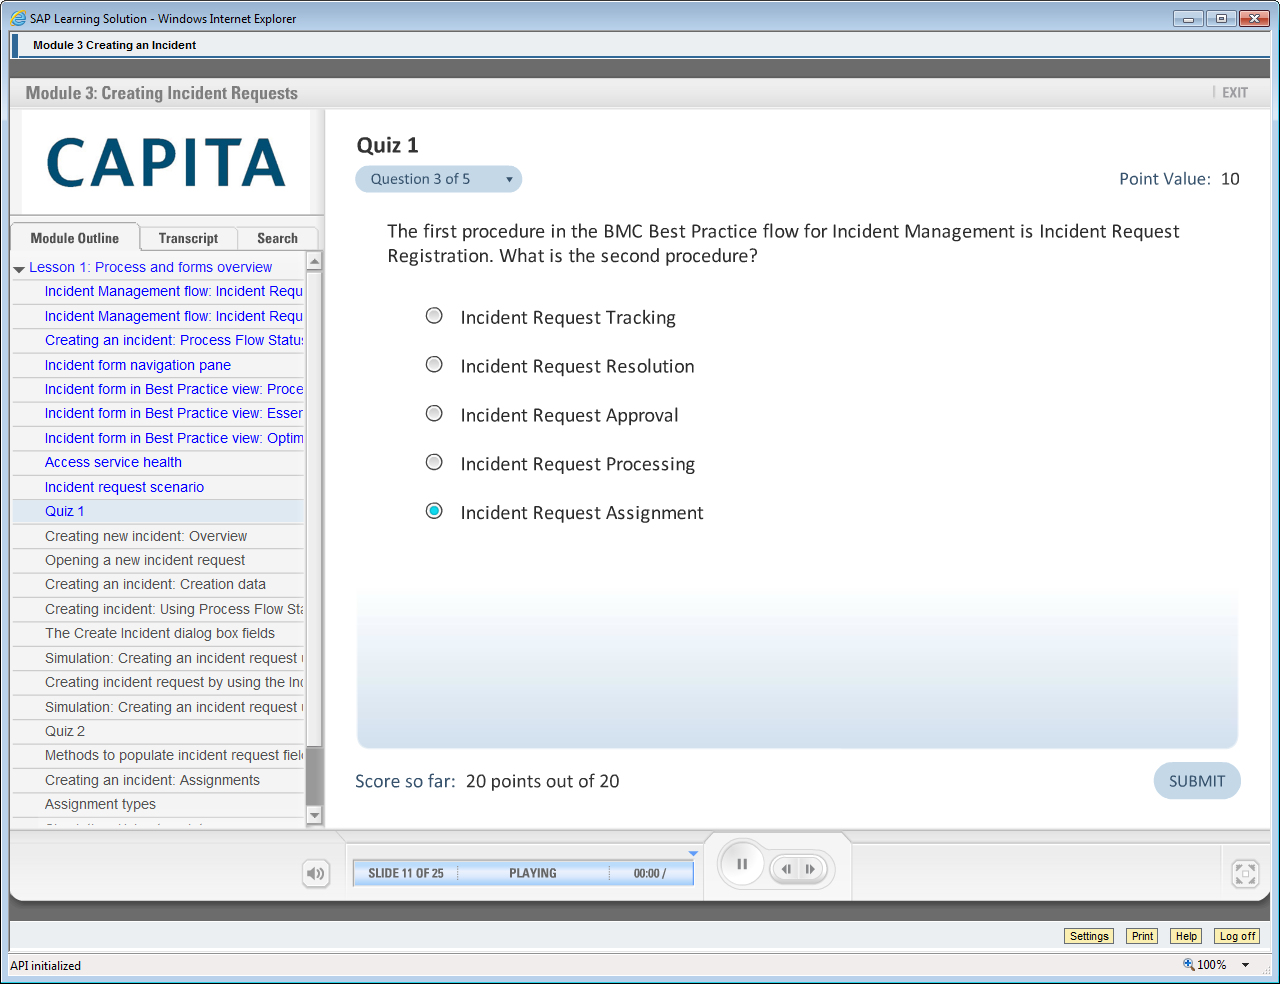 SAP Learning Solution - Windows Internet Explorer
Module 3 Creating an Incident
Module 3: Creating Incident Requests
EXIT
CAPITA
Module Outline
Transcript
Search
Lesson 1: Process and forms overview
Incident Management flow: Incident Requ
Incident Management flow: Incident Requ
Creating an incident: Process Flow Status
Incident form navigation pane
Incident form in Best Practice view: Proce
Incident form in Best Practice view: Essen
Incident form in Best Practice view: Optim
Access service health
Incident request scenario
Quiz 1
Creating new incident: Overview
Opening a new incident request
Creating an incident: Creation data
Creating incident: Using Process Flow Sta
The Create Incident dialog box fields
Simulation: Creating an incident request
Creating incident request by using the Inc
Simulation: Creating an incident request
Quiz 2
Methods to populate incident request field
Creating an incident: Assignments
Assignment types
Quiz 1
Question 3 of 5
Point Value: 10
The first procedure in the BMC Best Practice flow for Incident Management is Incident Request
Registration. What is the second procedure?
Incident Request Tracking
Incident Request Resolution
Incident Request Approval
Incident Request Processing
Incident Request Assignment
Score so far: 20 points out of 20
SUBMIT
SLIDE 11 OF 25
PLAYING
00:00 /
Settings
Print
Help
Log off
API initialized
100%